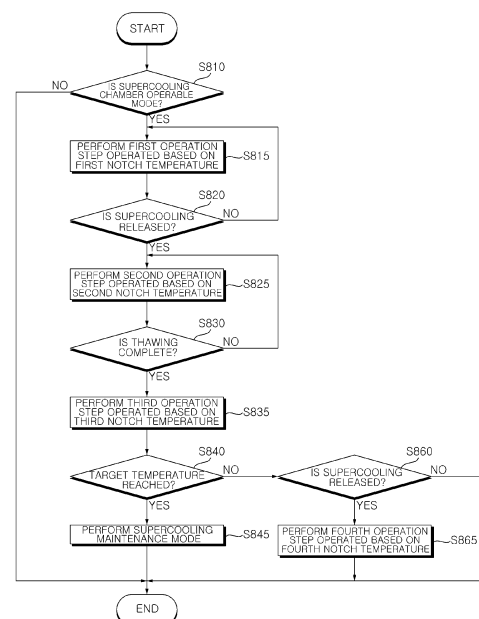 START
S810
NO
IS SUPERCOOLING
CHAMBER OPERABLE
MODE?
YES
PERFORM FIRST OPERATION
STEP OPERATED BASED ON
FIRST NOTCH TEMPERATURE
S815
S820
IS SUPERCOOLING
RELEASED?
NO
YES
PERFORM SECOND OPERATION
STEP OPERATED BASED ON
SECOND NOTCH TEMPERATURE
S825
S830
IS THAWING
COMPLETE?
NO
YES
PERFORM THIRD OPERATION
STEP OPERATED BASED ON
THIRD NOTCH TEMPERATURE
S835
S840
TARGET TEMPERATURE
REACHED?
NO
YES
S860
IS SUPERCOOLING
RELEASED?
NO
YES
PERFORM SUPERCOOLING
MAINTENANCE MODE
S845
PERFORM FOURTH OPERATION
STEP OPERATED BASED ON
FOURTH NOTCH TEMPERATURE
S865
END